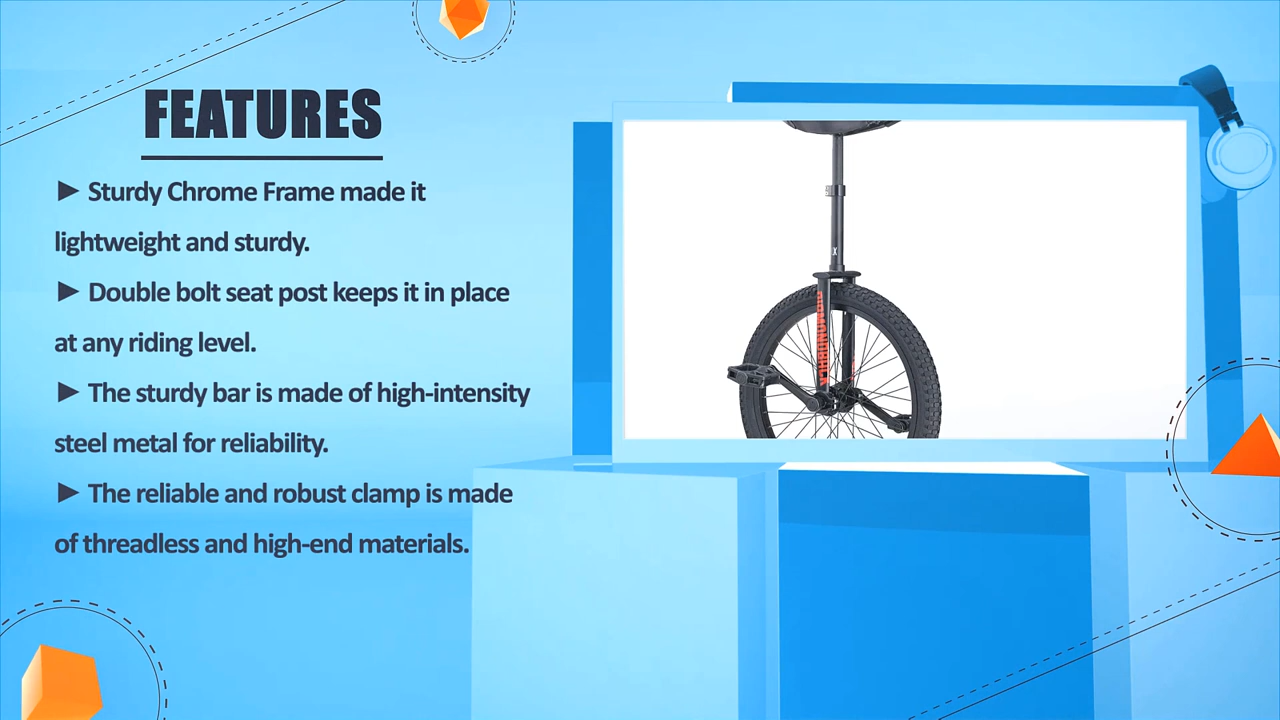 FEATURES
► Sturdy Chrome Frame made it
lightweight and sturdy.
► Double bolt seat post keeps it in place
at any riding level.
► The sturdy bar is made of high-intensity
steel metal for reliability.
► The reliable and robust clamp is made
of threadless and high-end materials.